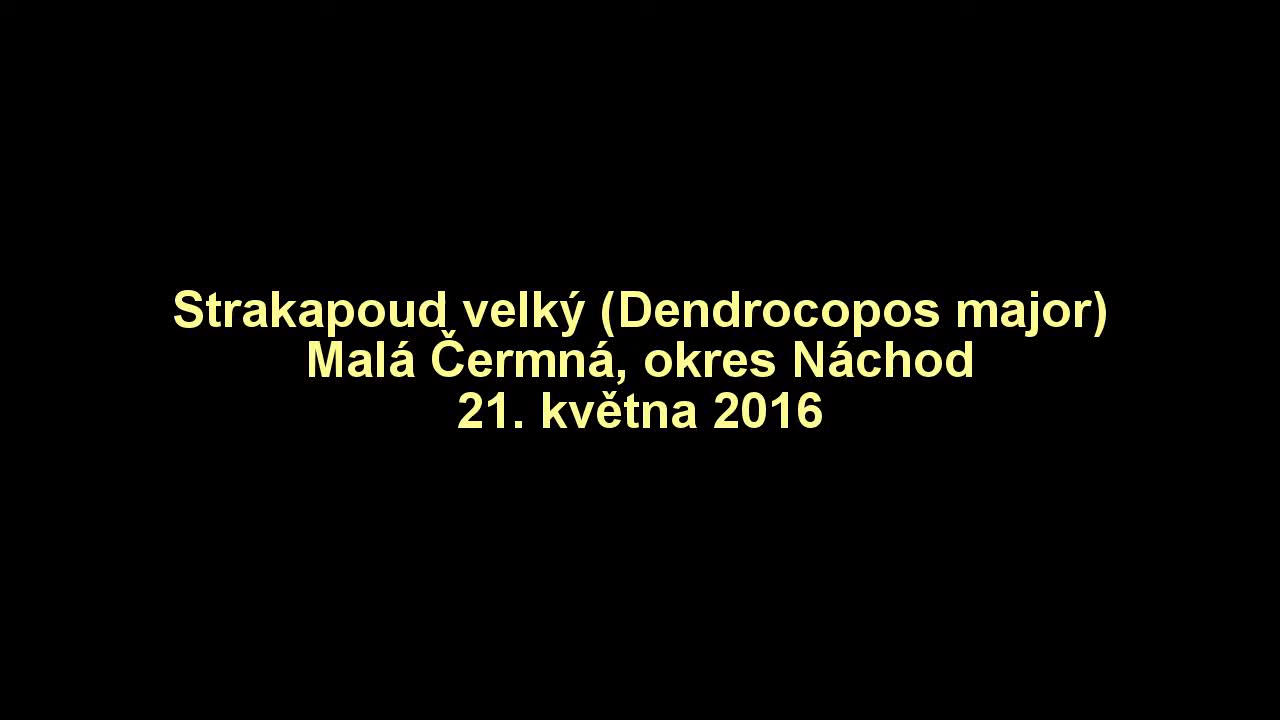 Strakapoud velký (Dendrocopos major)
Malá Čermná, okres Náchod
21. května 2016